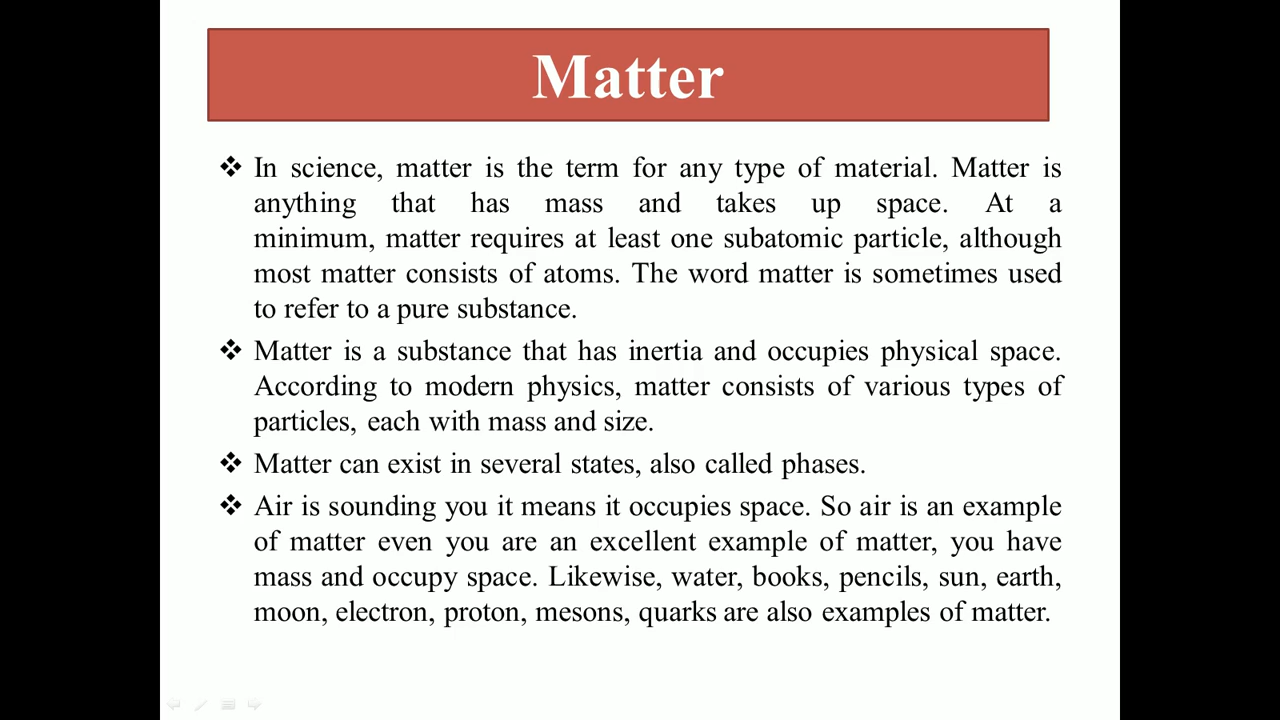 Matter
❖ In science, matter is the term for any type of material. Matter is
anything that has mass and takes up space. At a
minimum, matter requires at least one subatomic particle, although
most matter consists of atoms. The word matter is sometimes used
to refer to a pure substance.
❖ Matter is a substance that has inertia and occupies physical space.
According to modern physics, matter consists of various types of
particles, each with mass and size.
❖ Matter can exist in several states, also called phases.
❖ Air is sounding you it means it occupies space. So air is an example
of matter even you are an excellent example of matter, you have
mass and occupy space. Likewise, water, books, pencils, sun, earth,
moon, electron, proton, mesons, quarks are also examples of matter.